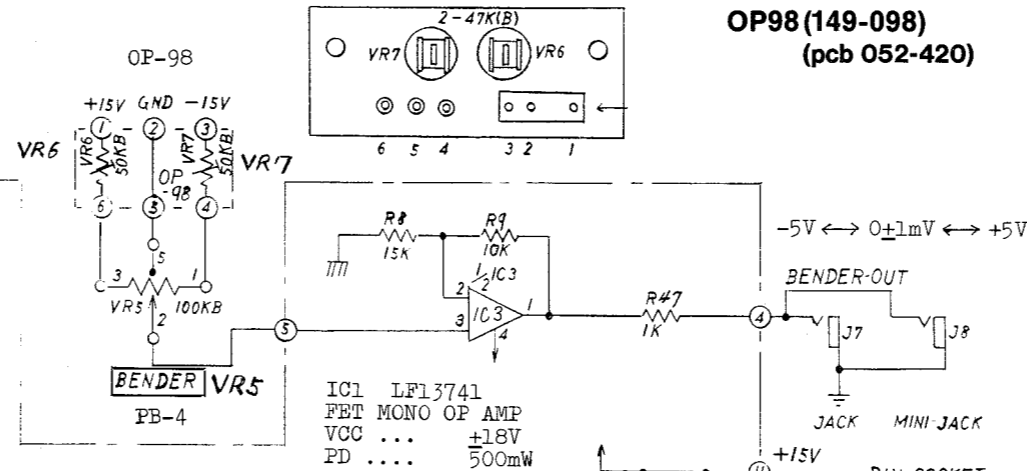 OP98 (149-098)
(pcb 052-420)
2-47K(B)
VR7
VR6
6 5 4 3 2 1
OP-98
+15V GND -15V
1 2 3
VR6
VR6
50KB
OP
-98
VR7
50KB
VR7
6 5 4
5
3 1
VR5 100KB
2
BENDER VR5
PB-4
5
R8
15K
R9
10K
1/2 IC3
2
3
IC3
1
4
R47
1K
4
-5V ↔ 0±1mV ↔ +5V
BENDER-OUT
J7
J8
JACK MINI-JACK
IC1 LF13741
FET MONO OP AMP
VCC ... ±18V
PD .... 500mW
+15V
11